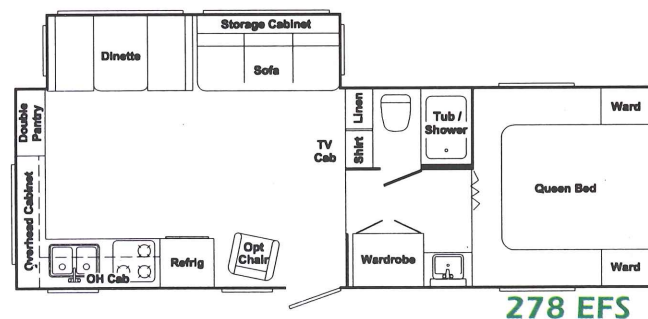 Storage Cabinet
Dinette
Sofa
Double
Pantry
Linen
Tub /
Shower
Ward
TV
Cab
Shirt
Queen Bed
Overhead Cabinet
Opt
Chair
Refrig
Wardrobe
Ward
OH Cab
278 EFS